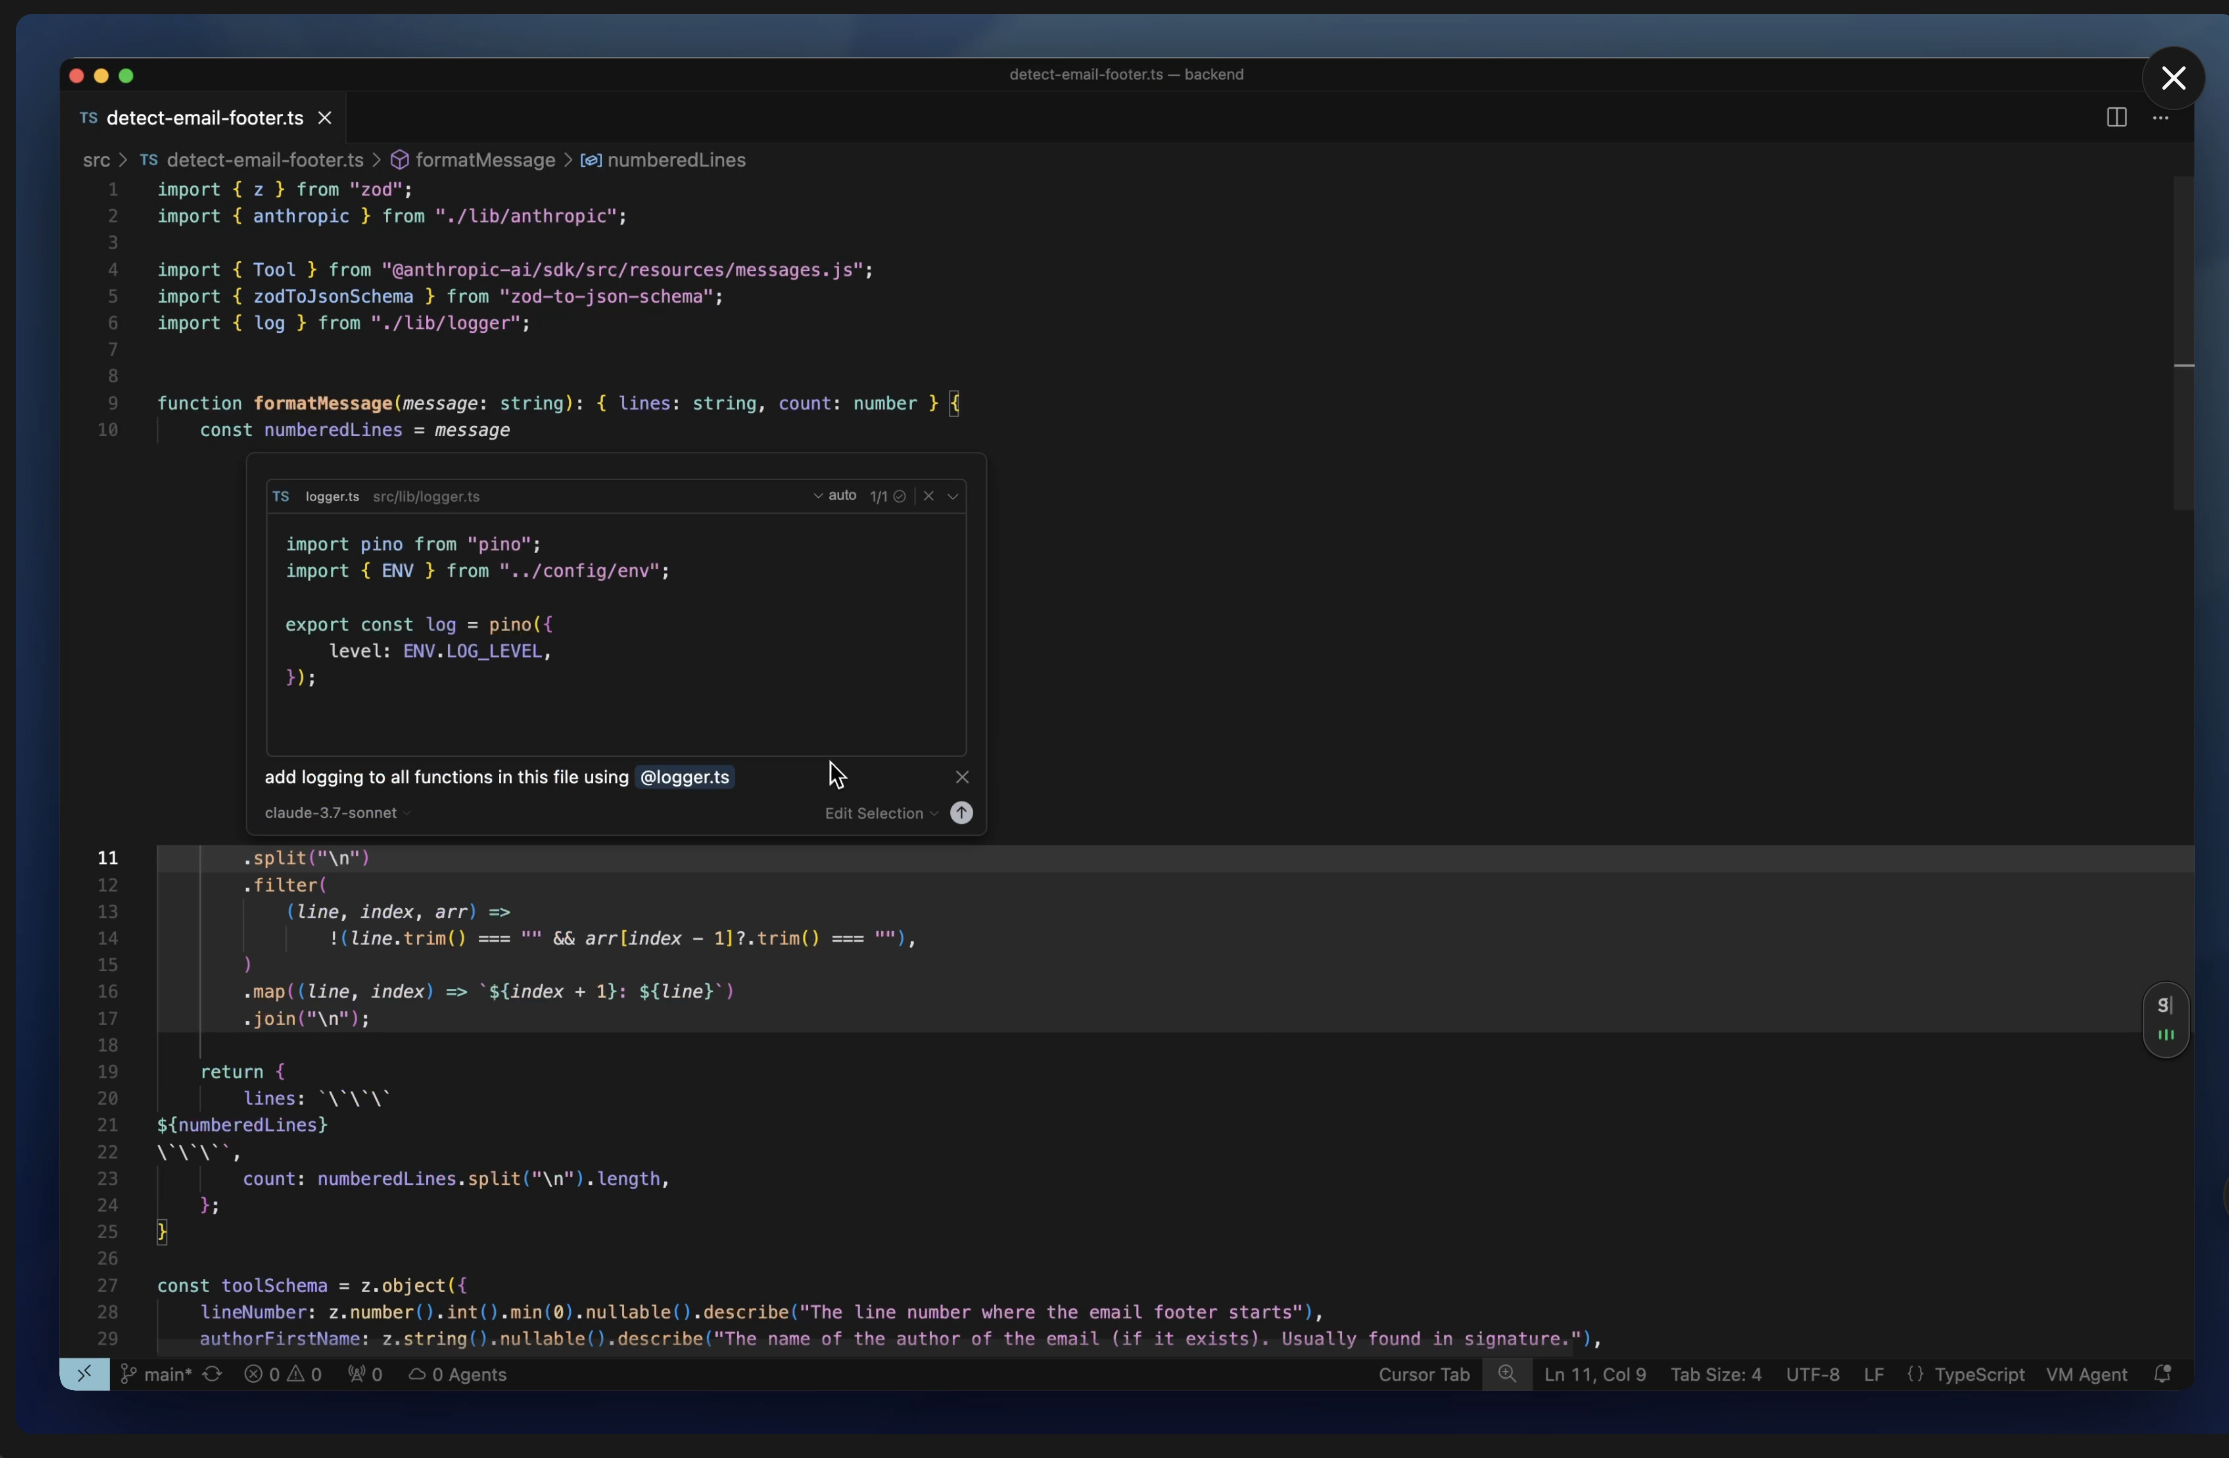 detect-email-footer.ts — backend
TS detect-email-footer.ts
src > TS detect-email-footer.ts > formatMessage > numberedLines
1 import { z } from "zod";
2 import { anthropic } from "./lib/anthropic";
3
4 import { Tool } from "@anthropic-ai/sdk/src/resources/messages.js";
5 import { zodToJsonSchema } from "zod-to-json-schema";
6 import { log } from "./lib/logger";
7
8
9 function formatMessage(message: string): { lines: string, count: number } {
10 const numberedLines = message
TS logger.ts src/lib/logger.ts auto 1/1
import pino from "pino";
import { ENV } from "../config/env";
export const log = pino({
level: ENV.LOG_LEVEL,
});
add logging to all functions in this file using @logger.ts
claude-3.7-sonnet Edit Selection
11 .split("\n")
12 .filter(
13 (line, index, arr) =>
14 !(line.trim() === "" && arr[index - 1]?.trim() === ""),
15 )
16 .map((line, index) => `${index + 1}: ${line}`)
17 .join("\n");
18
19 return {
20 lines: `\`\`\`
21 ${numberedLines}
22 \`\`\``,
23 count: numberedLines.split("\n").length,
24 };
25 }
26
27 const toolSchema = z.object({
28 lineNumber: z.number().int().min(0).nullable().describe("The line number where the email footer starts"),
29 authorFirstName: z.string().nullable().describe("The name of the author of the email (if it exists). Usually found in signature."),
g|
main* 0 0 0 0 Agents Cursor Tab Ln 11, Col 9 Tab Size: 4 UTF-8 LF {} TypeScript VM Agent